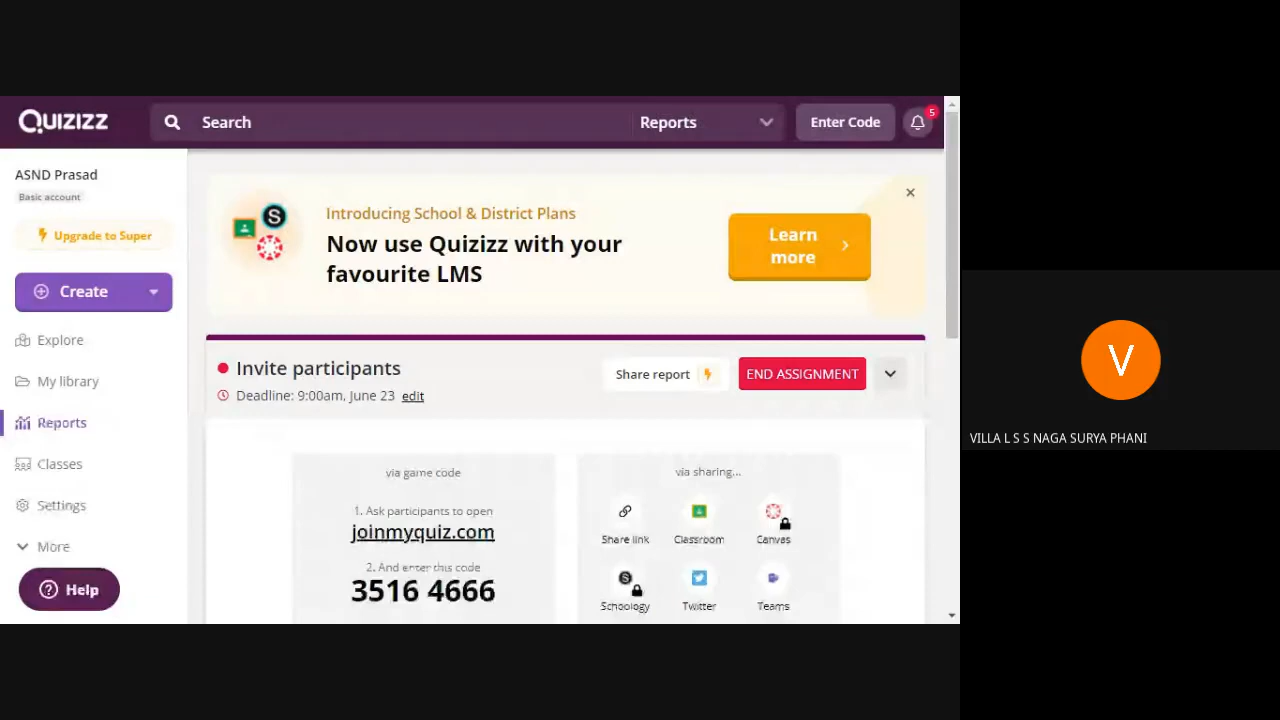 Quizizz
Search
Reports
Enter Code
5
ASND Prasad
Basic account
Upgrade to Super
Create
Explore
My library
Reports
Classes
Settings
More
Help
S
Introducing School & District Plans
Now use Quizizz with your
favourite LMS
Learn
more
Invite participants
Deadline: 9:00am, June 23 edit
Share report
END ASSIGNMENT
via game code
1. Ask participants to open
joinmyquiz.com
2. And enter this code
3516 4666
via sharing...
Share link
Classroom
Canvas
S
Schoology
Twitter
Teams
V
VILLA L S S NAGA SURYA PHANI